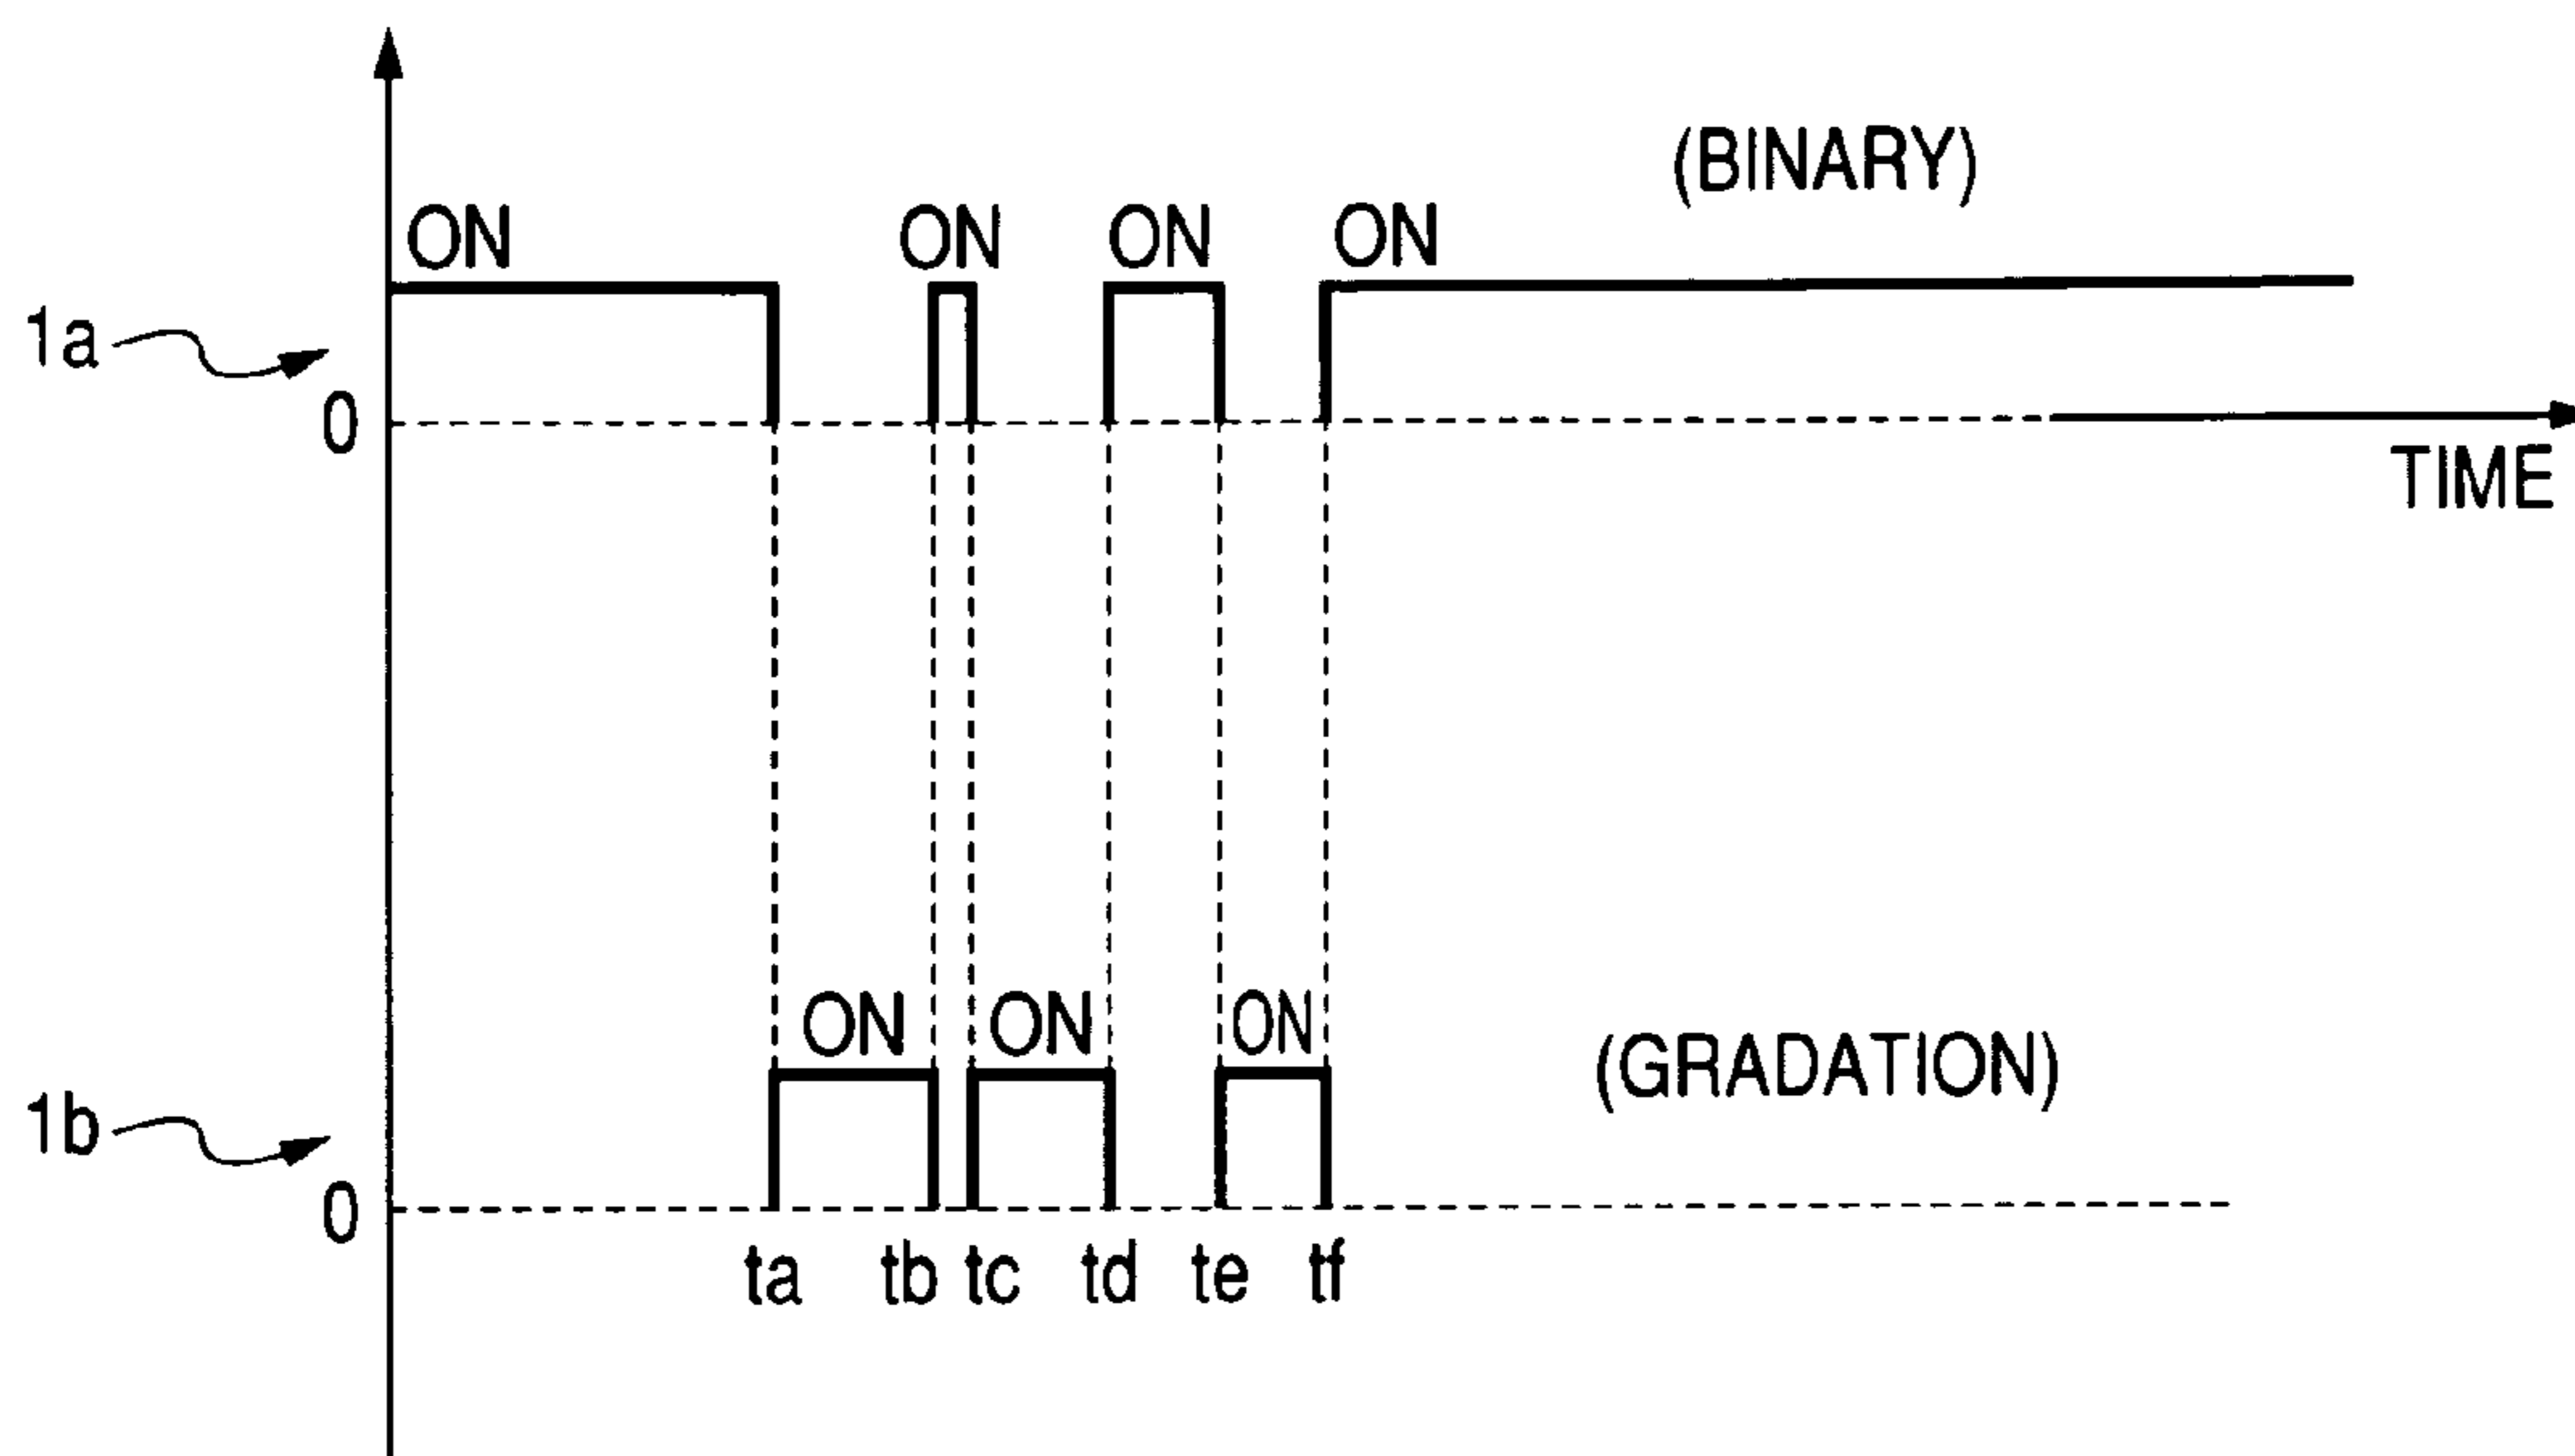 (BINARY)
ON ON ON ON
1a
0
TIME
ON ON ON
(GRADATION)
1b
0
ta tb tc td te tf